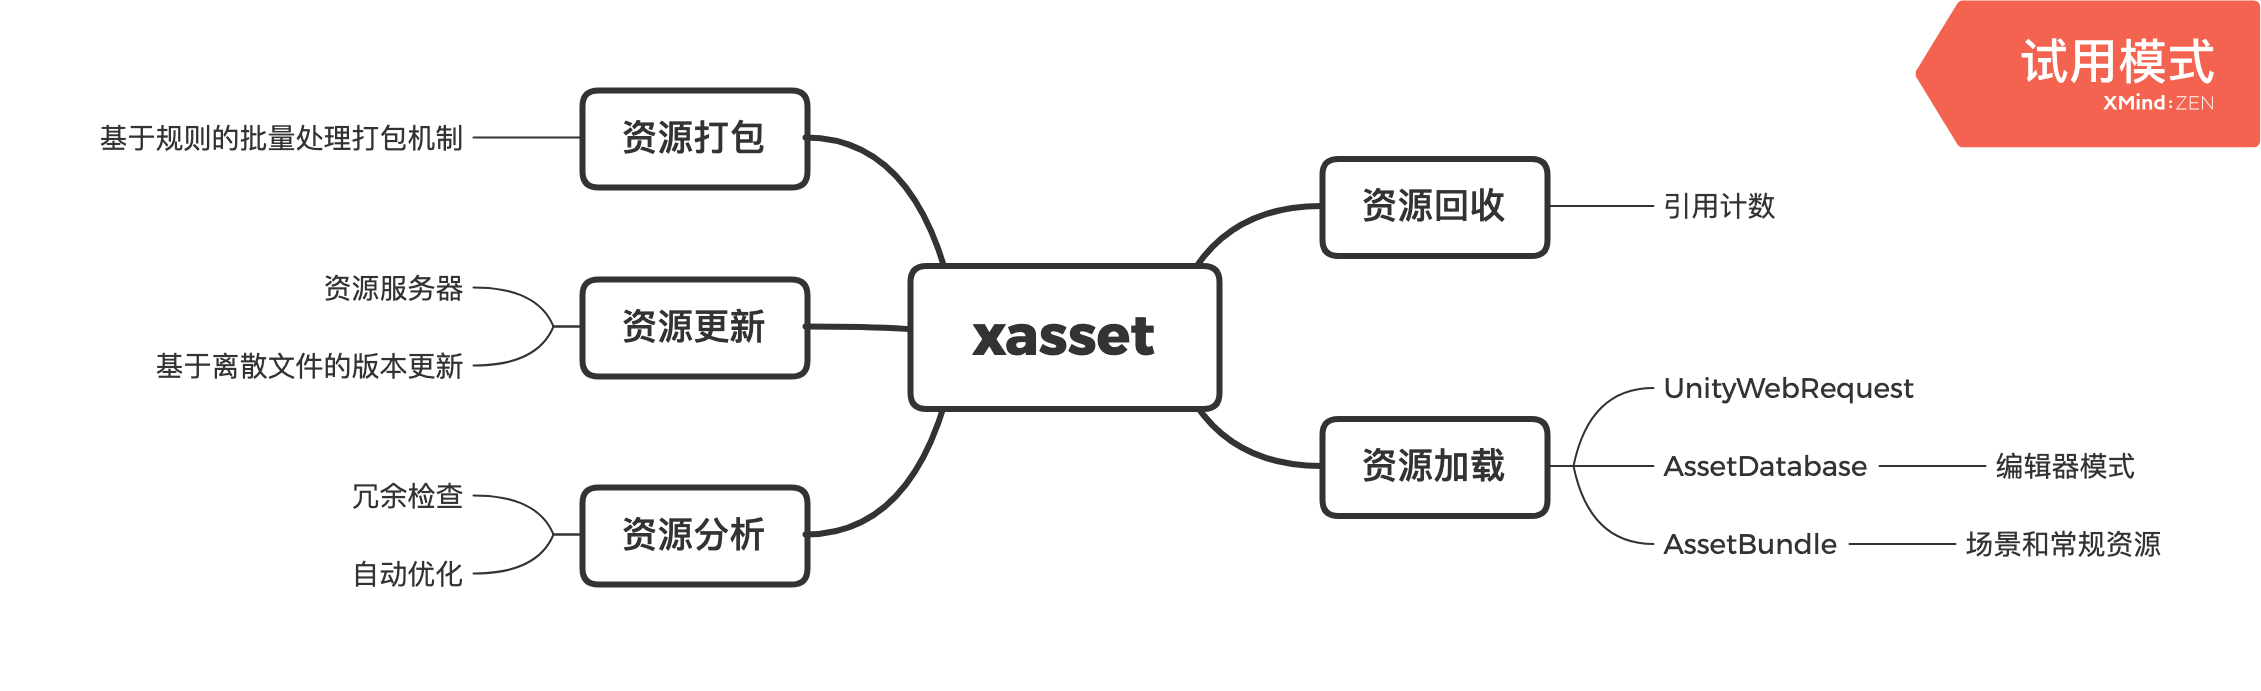 试用模式
XMind:ZEN
资源打包
基于规则的批量处理打包机制
资源回收
引用计数
资源更新
资源服务器
基于离散文件的版本更新
xasset
资源加载
UnityWebRequest
AssetDatabase
编辑器模式
AssetBundle
场景和常规资源
资源分析
冗余检查
自动优化